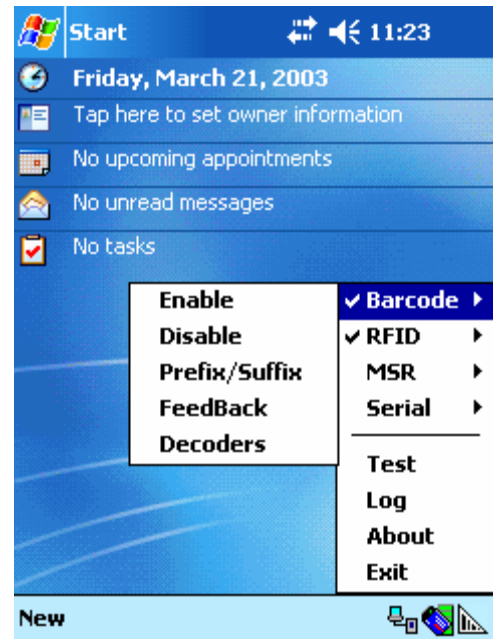 Start 11:23
Friday, March 21, 2003
Tap here to set owner information
No upcoming appointments
No unread messages
No tasks
Enable
Disable
Prefix/Suffix
FeedBack
Decoders
Barcode
RFID
MSR
Serial
Test
Log
About
Exit
New